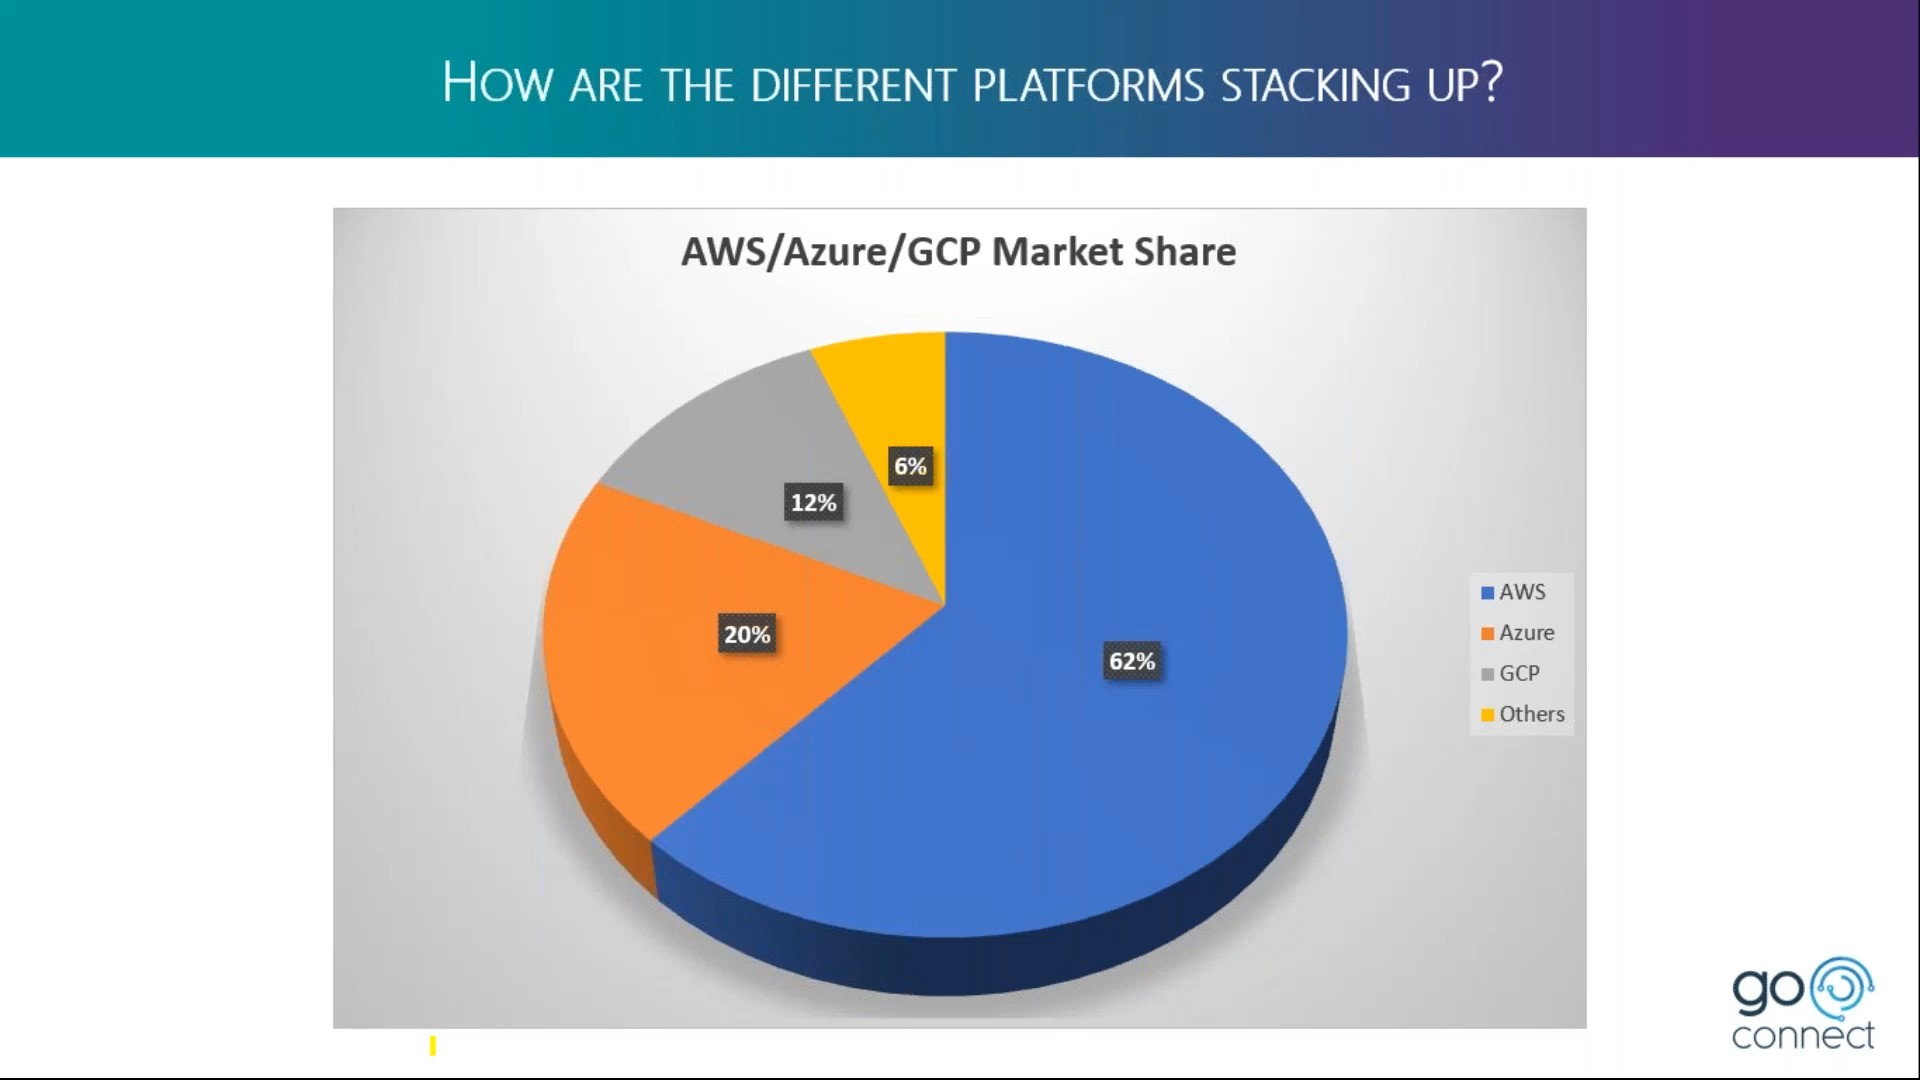 HOW ARE THE DIFFERENT PLATFORMS STACKING UP?
AWS/Azure/GCP Market Share
6%
12%
20%
62%
AWS
Azure
GCP
Others
go
connect